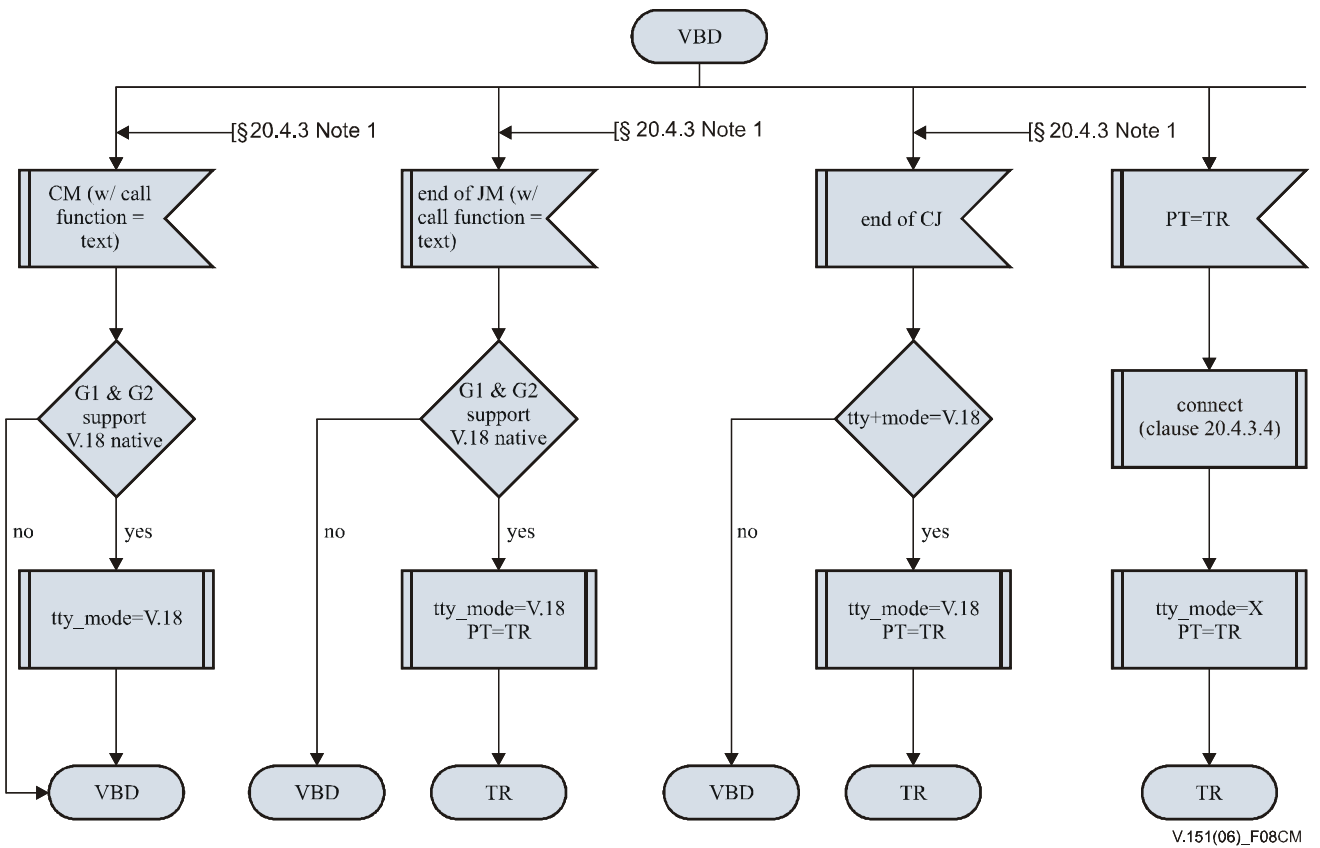 VBD
[§ 20.4.3 Note 1
[§ 20.4.3 Note 1
[§ 20.4.3 Note 1
CM (w/ call
function =
text)
end of JM (w/
call function =
text)
end of CJ
PT=TR
G1 & G2
support
V.18 native
G1 & G2
support
V.18 native
tty+mode=V.18
connect
(clause 20.4.3.4)
no
yes
no
yes
no
yes
tty_mode=V.18
tty_mode=V.18
PT=TR
tty_mode=V.18
PT=TR
tty_mode=X
PT=TR
VBD
VBD
TR
VBD
TR
TR
V.151(06)_F08CM